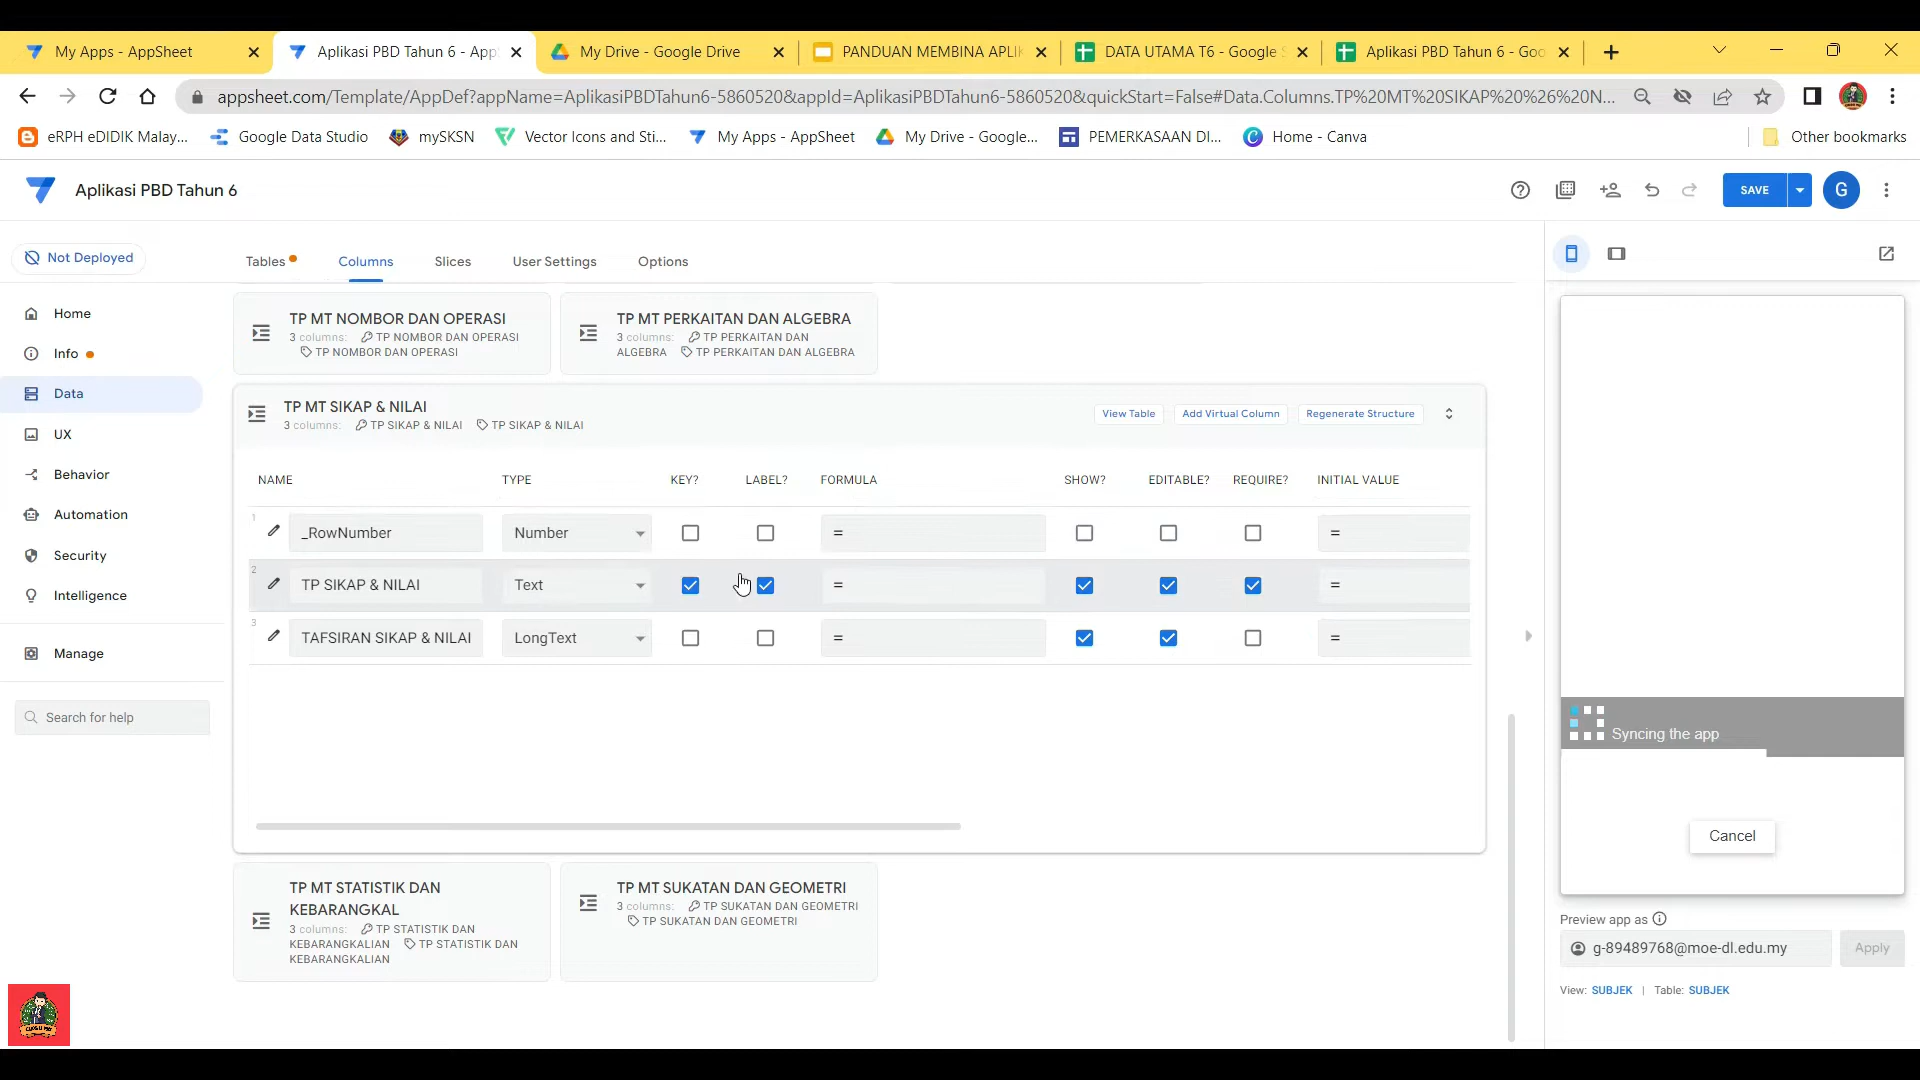 My Apps - AppSheet
Aplikasi PBD Tahun 6 - App
My Drive - Google Drive
PANDUAN MEMBINA APLIK
DATA UTAMA T6 - Google S
Aplikasi PBD Tahun 6 - Goo
appsheet.com/Template/AppDef?appName=AplikasiPBDTahun6-5860520&appId=AplikasiPBDTahun6-5860520&quickStart=False#Data.Columns.TP%20MT%20SIKAP%20%26%20N...
eRPH eDIDIK Malay...
Google Data Studio
mySKSN
Vector Icons and Sti...
My Apps - AppSheet
My Drive - Google...
PEMERKASAAN DI...
Home - Canva
Other bookmarks
Aplikasi PBD Tahun 6
SAVE
G
Not Deployed
Home
Info
Data
UX
Behavior
Automation
Security
Intelligence
Manage
Search for help
Tables
Columns
Slices
User Settings
Options
TP MT NOMBOR DAN OPERASI
3 columns: TP NOMBOR DAN OPERASI
TP NOMBOR DAN OPERASI
TP MT PERKAITAN DAN ALGEBRA
3 columns: TP PERKAITAN DAN
ALGEBRA TP PERKAITAN DAN ALGEBRA
TP MT SIKAP & NILAI
3 columns: TP SIKAP & NILAI TP SIKAP & NILAI
View Table
Add Virtual Column
Regenerate Structure
NAME TYPE KEY? LABEL? FORMULA SHOW? EDITABLE? REQUIRE? INITIAL VALUE
1 _RowNumber Number = =
2 TP SIKAP & NILAI Text = =
3 TAFSIRAN SIKAP & NILAI LongText = =
TP MT STATISTIK DAN
KEBARANGKAL
3 columns: TP STATISTIK DAN
KEBARANGKALIAN TP STATISTIK DAN
KEBARANGKALIAN
TP MT SUKATAN DAN GEOMETRI
3 columns: TP SUKATAN DAN GEOMETRI
TP SUKATAN DAN GEOMETRI
Syncing the app
Cancel
Preview app as
g-89489768@moe-dl.edu.my
Apply
View: SUBJEK | Table: SUBJEK